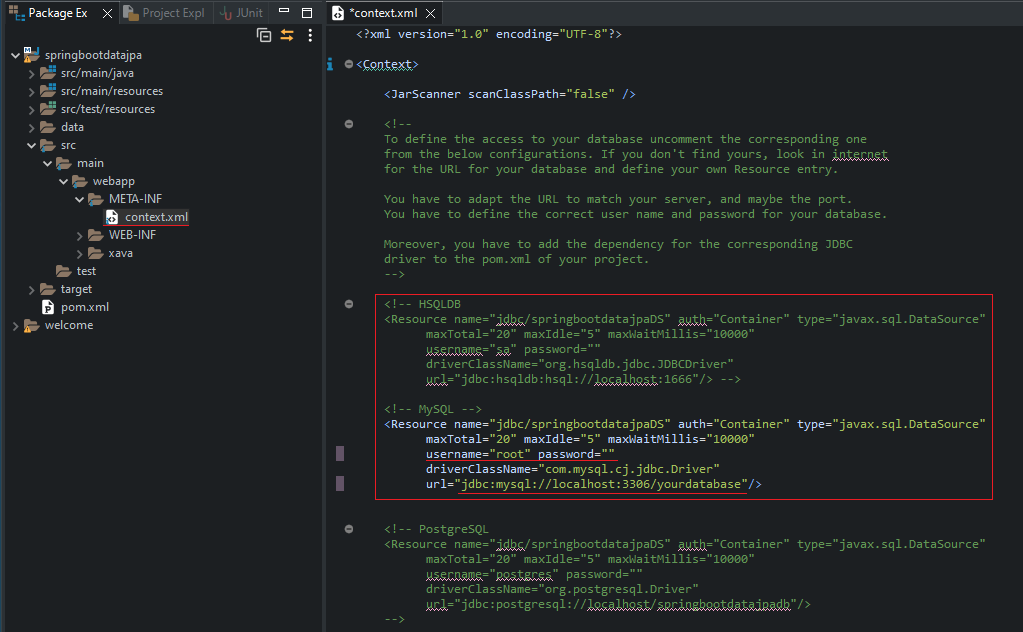 Package Ex
Project Expl
JUnit
*context.xml
springbootdatajpa
src/main/java
src/main/resources
src/test/resources
data
src
main
webapp
META-INF
context.xml
WEB-INF
xava
test
target
pom.xml
welcome
<?xml version="1.0" encoding="UTF-8"?>
<Context>
<JarScanner scanClassPath="false" />
<!--
To define the access to your database uncomment the corresponding one
from the below configurations. If you don't find yours, look in internet
for the URL for your database and define your own Resource entry.
You have to adapt the URL to match your server, and maybe the port.
You have to define the correct user name and password for your database.
Moreover, you have to add the dependency for the corresponding JDBC
driver to the pom.xml of your project.
-->
<!-- HSQLDB
<Resource name="jdbc/springbootdatajpaDS" auth="Container" type="javax.sql.DataSource"
maxTotal="20" maxIdle="5" maxWaitMillis="10000"
username="sa" password=""
driverClassName="org.hsqldb.jdbc.JDBCDriver"
url="jdbc:hsqldb:hsql://localhost:1666"/> -->
<!-- MySQL -->
<Resource name="jdbc/springbootdatajpaDS" auth="Container" type="javax.sql.DataSource"
maxTotal="20" maxIdle="5" maxWaitMillis="10000"
username="root" password=""
driverClassName="com.mysql.cj.jdbc.Driver"
url="jdbc:mysql://localhost:3306/yourdatabase"/>
<!-- PostgreSQL
<Resource name="jdbc/springbootdatajpaDS" auth="Container" type="javax.sql.DataSource"
maxTotal="20" maxIdle="5" maxWaitMillis="10000"
username="postgres" password=""
driverClassName="org.postgresql.Driver"
url="jdbc:postgresql://localhost/springbootdatajpadb"/>
-->